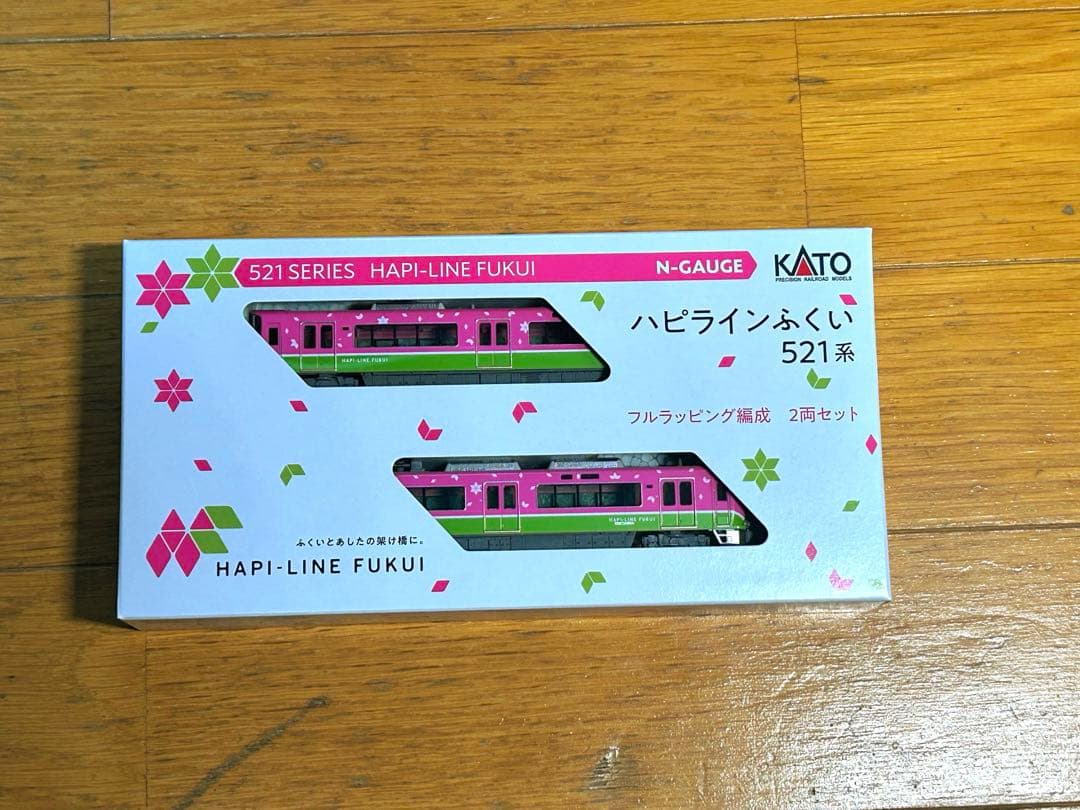 521 SERIES HAPI-LINE FUKUI
N-GAUGE
KATO
PRECISION RAILROAD MODELS
ハピラインふくい
521系
HAPI-LINE FUKUI
フルラッピング編成 2両セット
HAPI-LINE FUKUI
ふくいとあしたの架け橋に。
HAPI-LINE FUKUI